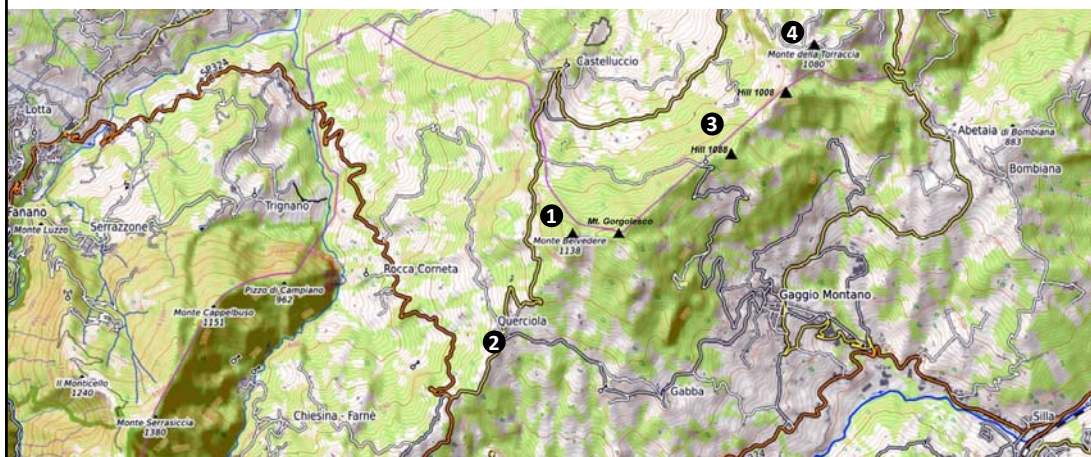 4
Monte della Torraccia
1080
SP324
Castelluccio
Hill 1008
Lotta
3
Abetaia
di Bombiana
883
Hill 1088
Bombiana
Trignano
Fanano
Monte Luzzo
Serrazzone
1
Mt. Gorgolesco
Monte Belvedere
1138
Rocca Corneta
Pizzo di Campiano
962
Gaggio Montano
Monte Cappelbuso
1151
Querciola
2
Il Monticello
1240
Gabba
Chiesina - Farnè
Monte Serrasiccia
1380
Silla